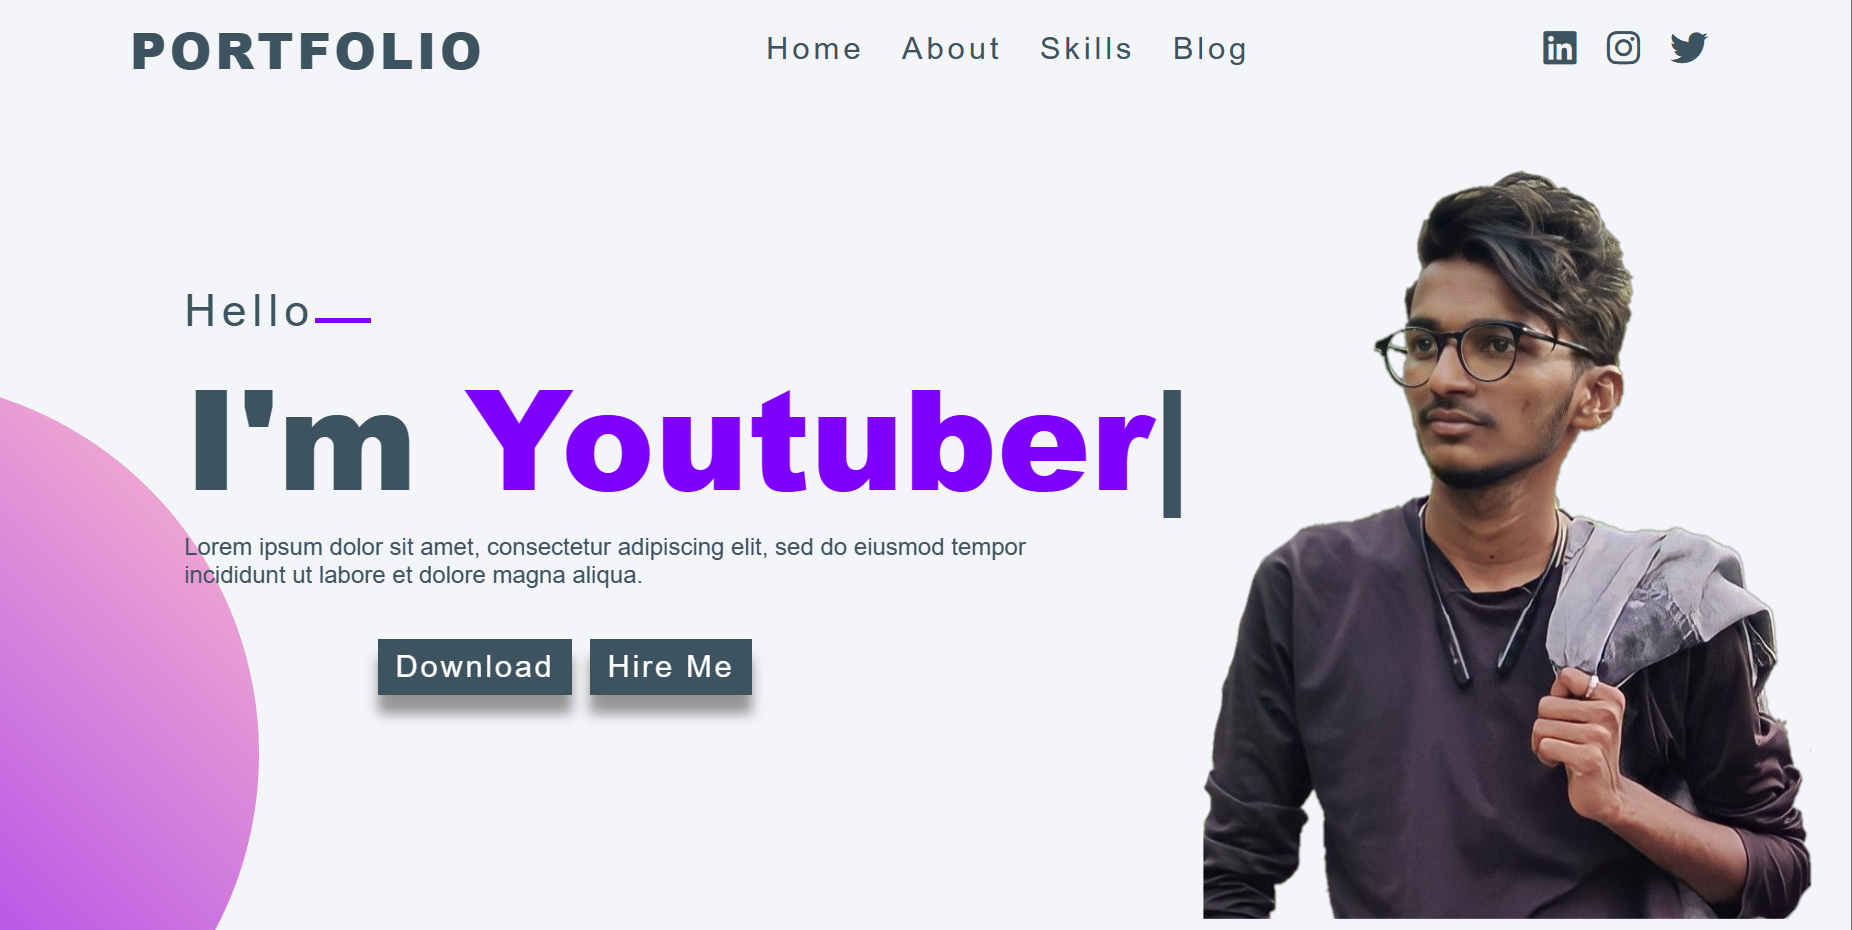 PORTFOLIO
Home About Skills Blog
Hello
I'm Youtuber|
Lorem ipsum dolor sit amet, consectetur adipiscing elit, sed do eiusmod tempor
incididunt ut labore et dolore magna aliqua.
Download Hire Me